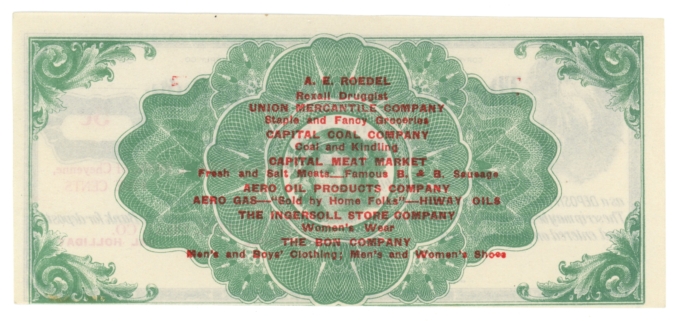 A. E. ROEDEL
Rexall Druggist
UNION MERCANTILE COMPANY
Staple and Fancy Groceries
CAPITAL COAL COMPANY
Coal and Kindling
CAPITAL MEAT MARKET
Fresh and Salt Meats—Famous B. & B. Sausage
AERO OIL PRODUCTS COMPANY
AERO GAS—"Sold by Home Folks"—HIWAY OILS
THE INGERSOLL STORE COMPANY
Women's Wear
THE BON COMPANY
Men's and Boys' Clothing; Men's and Women's Shoes